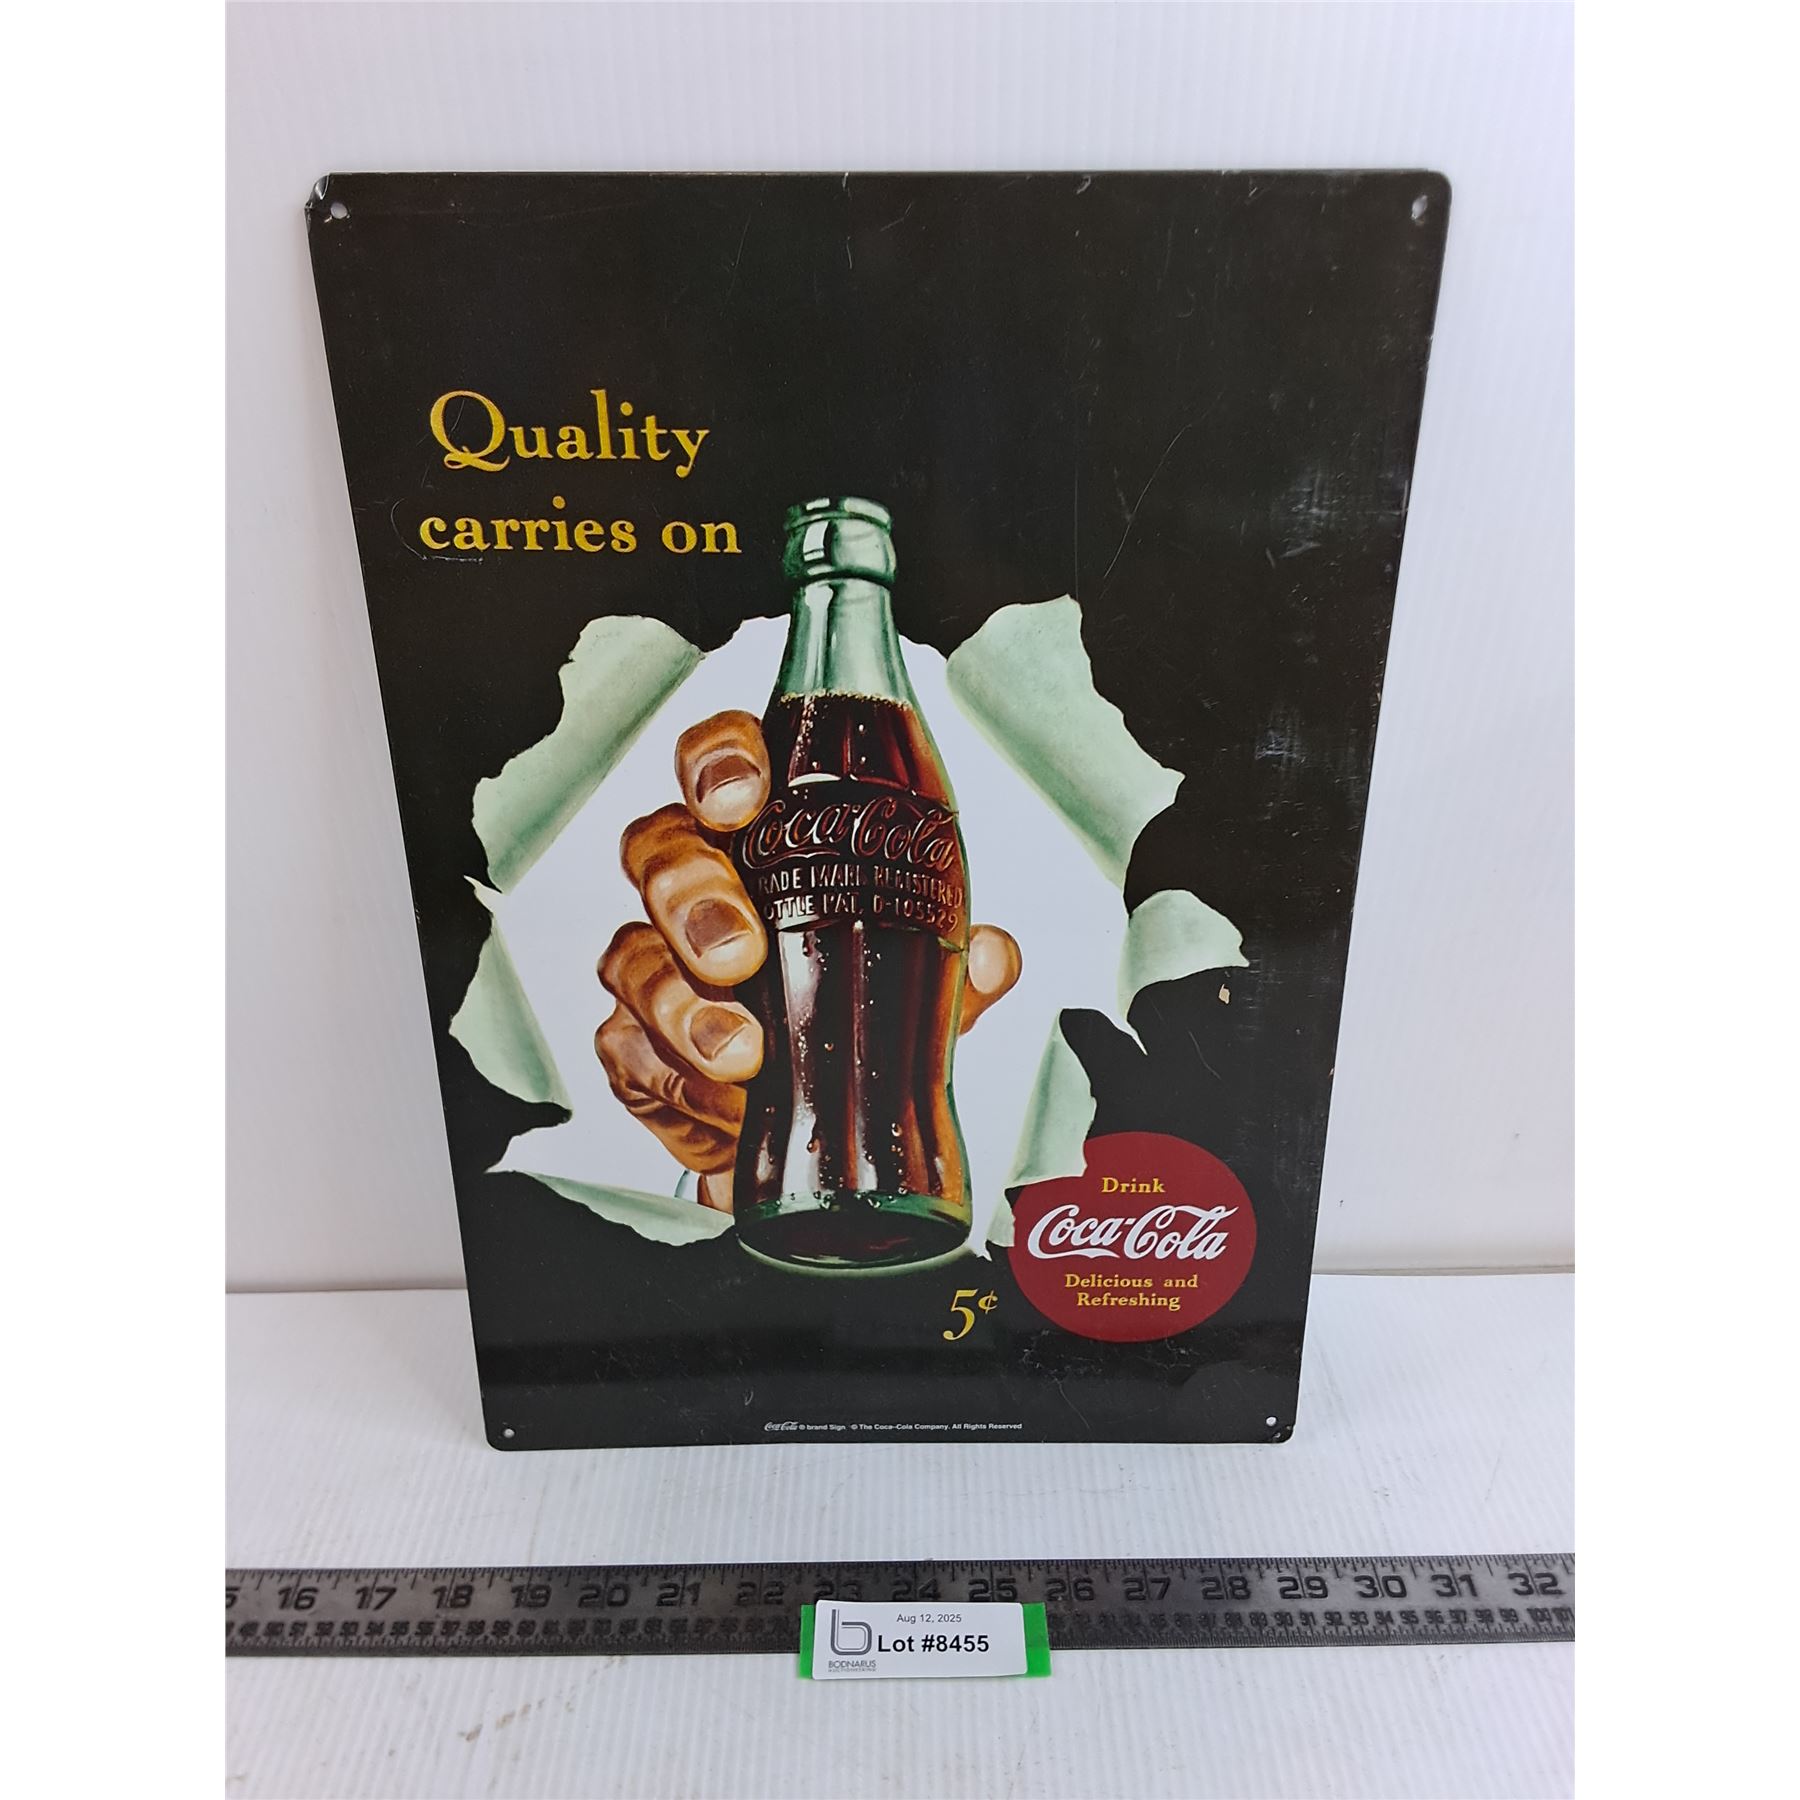 Quality
carries on
Coca-Cola
RADE MARK REGISTERED
OTTLE PAT. D-105529
Drink
Coca-Cola
Delicious and
Refreshing
5¢
Coca-Cola ® brand Sign © The Coca-Cola Company. All Rights Reserved
16 17 18 19 20 21 22 23 24 25 26 27 28 29 30 31 32
Aug 12, 2025
Lot #8455
BODNARUS